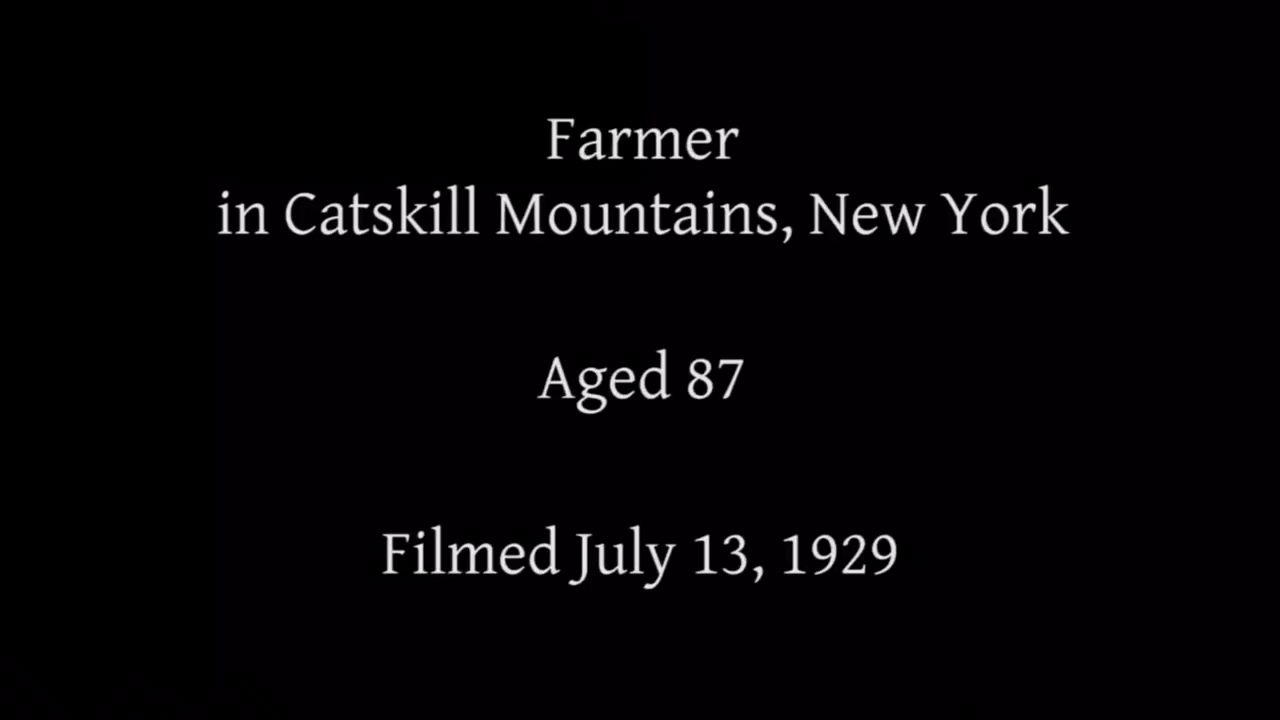 Farmer
in Catskill Mountains, New York
Aged 87
Filmed July 13, 1929